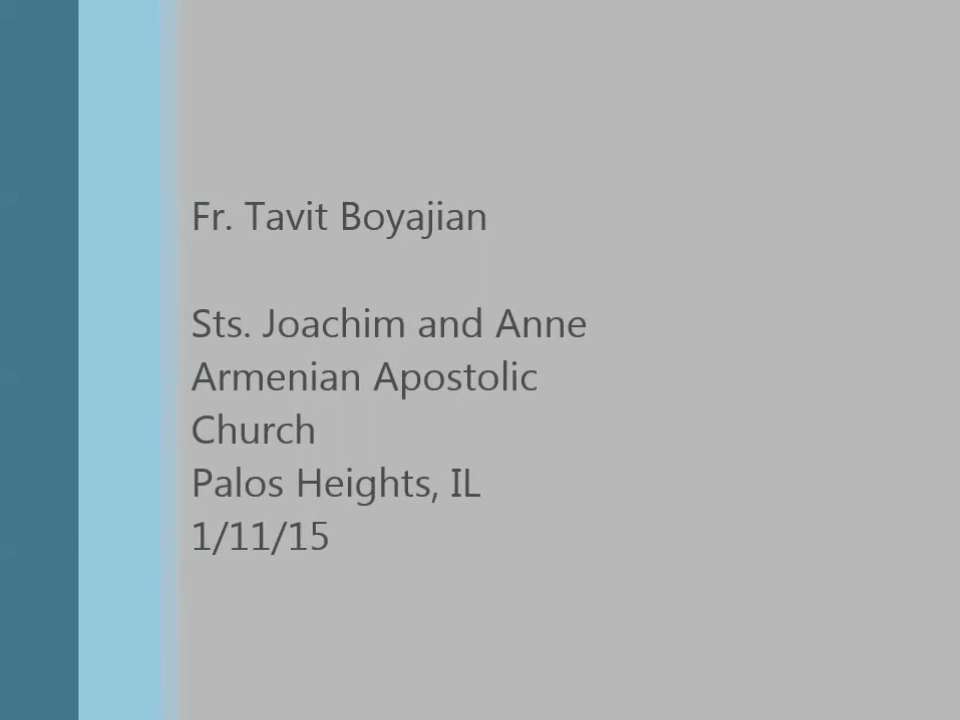 Fr. Tavit Boyajian
Sts. Joachim and Anne
Armenian Apostolic
Church
Palos Heights, IL
1/11/15